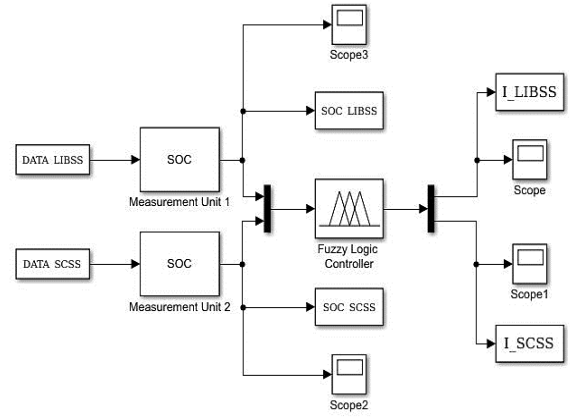 Scope3
SOC LIBSS
I_LIBSS
DATA LIBSS
SOC
Measurement Unit 1
Scope
Fuzzy Logic
Controller
DATA SCSS
SOC
Measurement Unit 2
Scope1
SOC SCSS
I_SCSS
Scope2